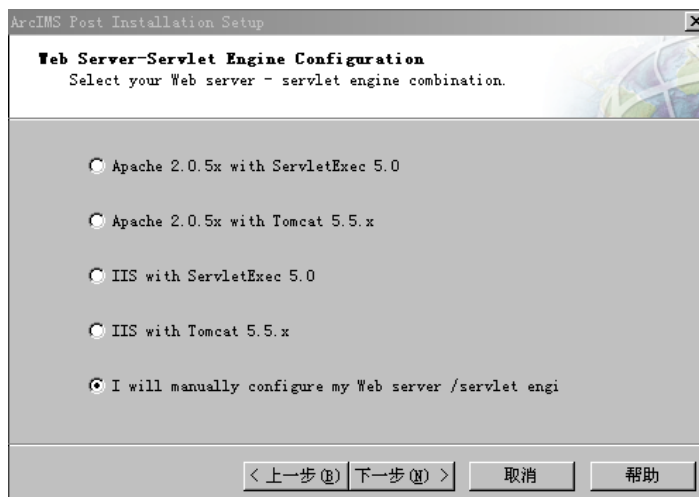 ArcIMS Post Installation Setup
Web Server-Servlet Engine Configuration
Select your Web server - servlet engine combination.
Apache 2.0.5x with ServletExec 5.0
Apache 2.0.5x with Tomcat 5.5.x
IIS with ServletExec 5.0
IIS with Tomcat 5.5.x
I will manually configure my Web server /servlet engi
< 上一步(B) 下一步(N) > 取消 帮助